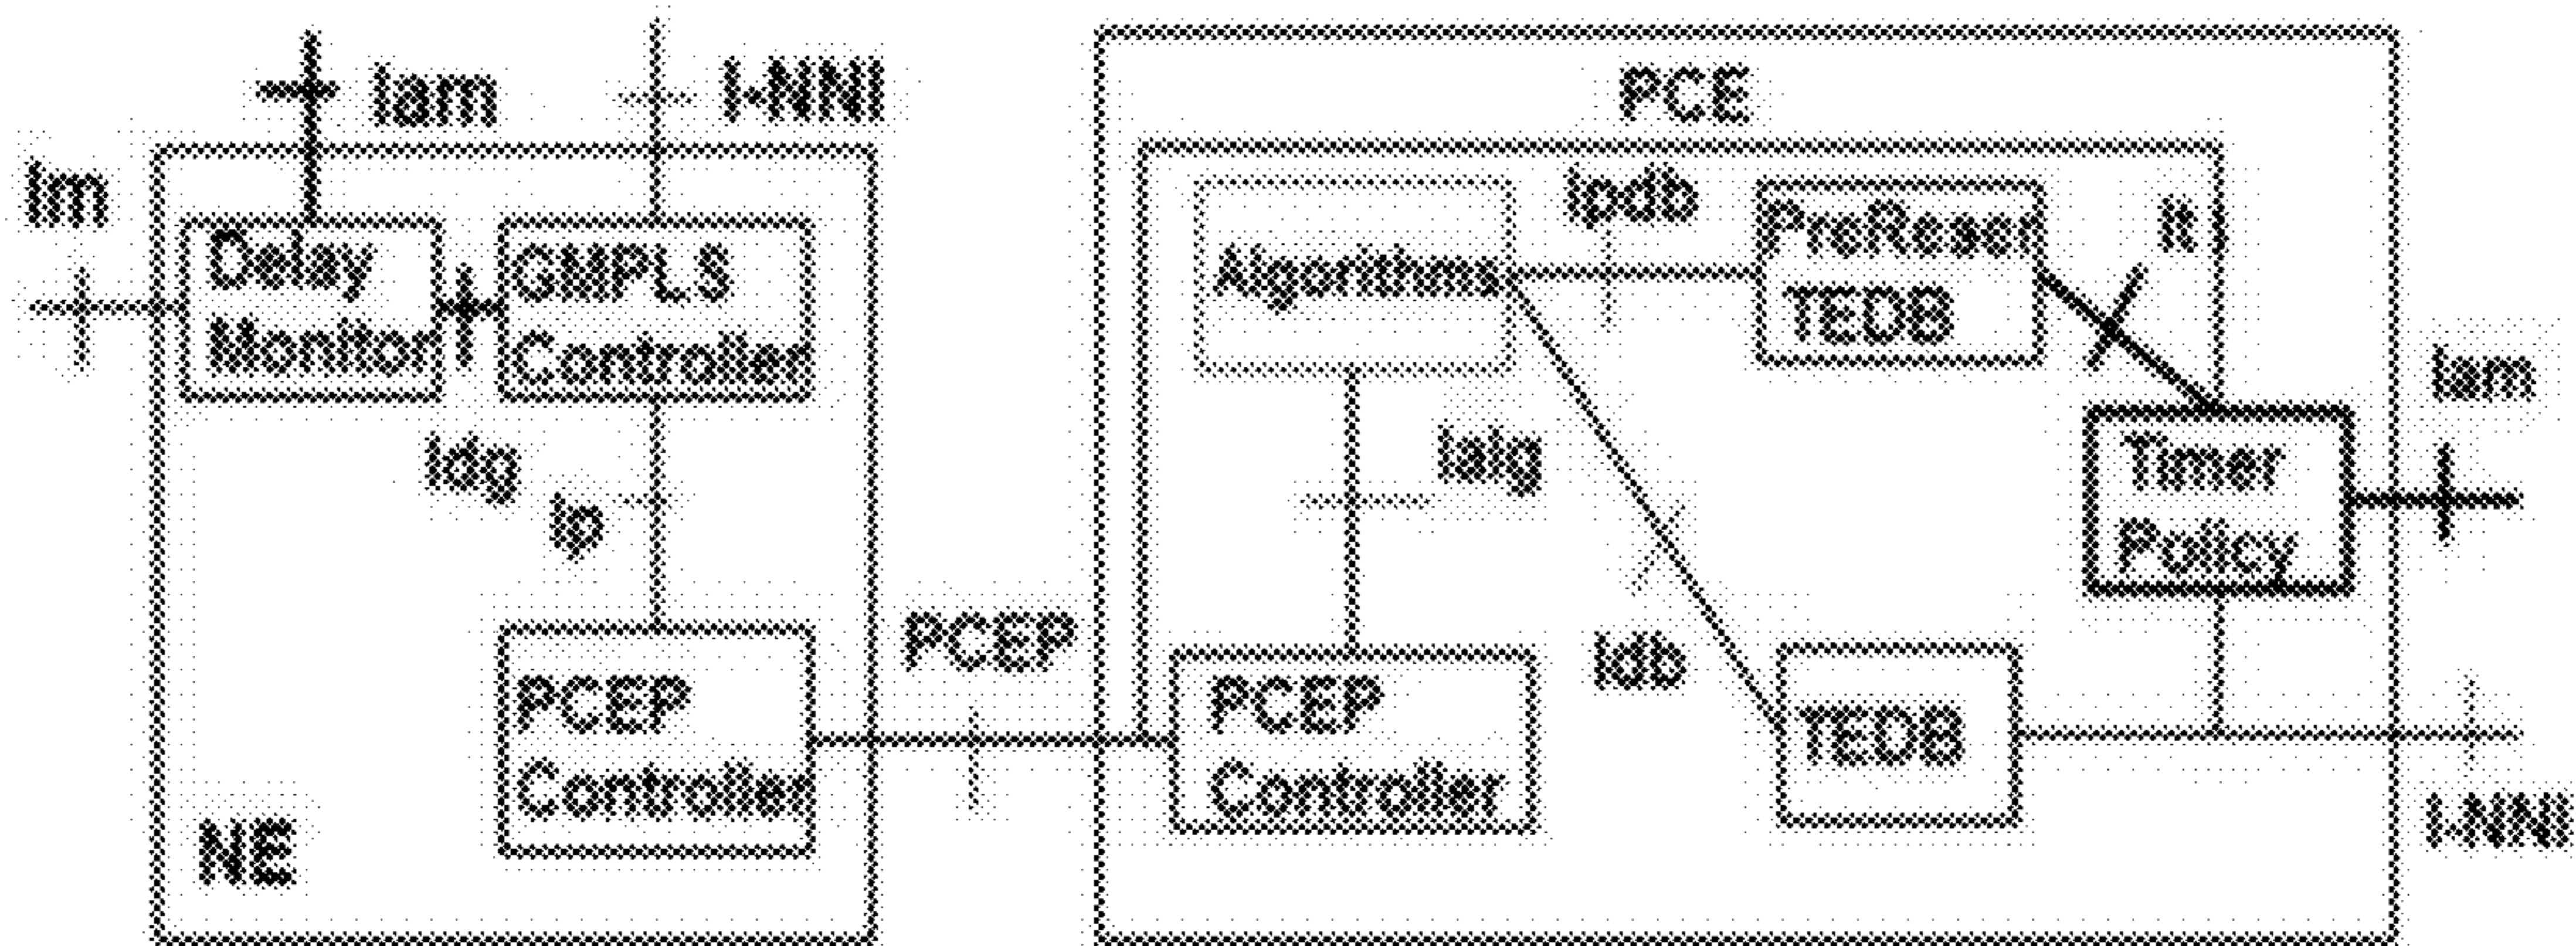 Iam
I-NNI
Im
Delay
Monitor
GMPLS
Controller
Idg
Ip
PCEP
Controller
NE
PCEP
PCE
Algorithms
Ipdb
PreReser
TEDB
It
Ialg
Idb
Timer
Policy
Iam
PCEP
Controller
TEDB
I-NNI